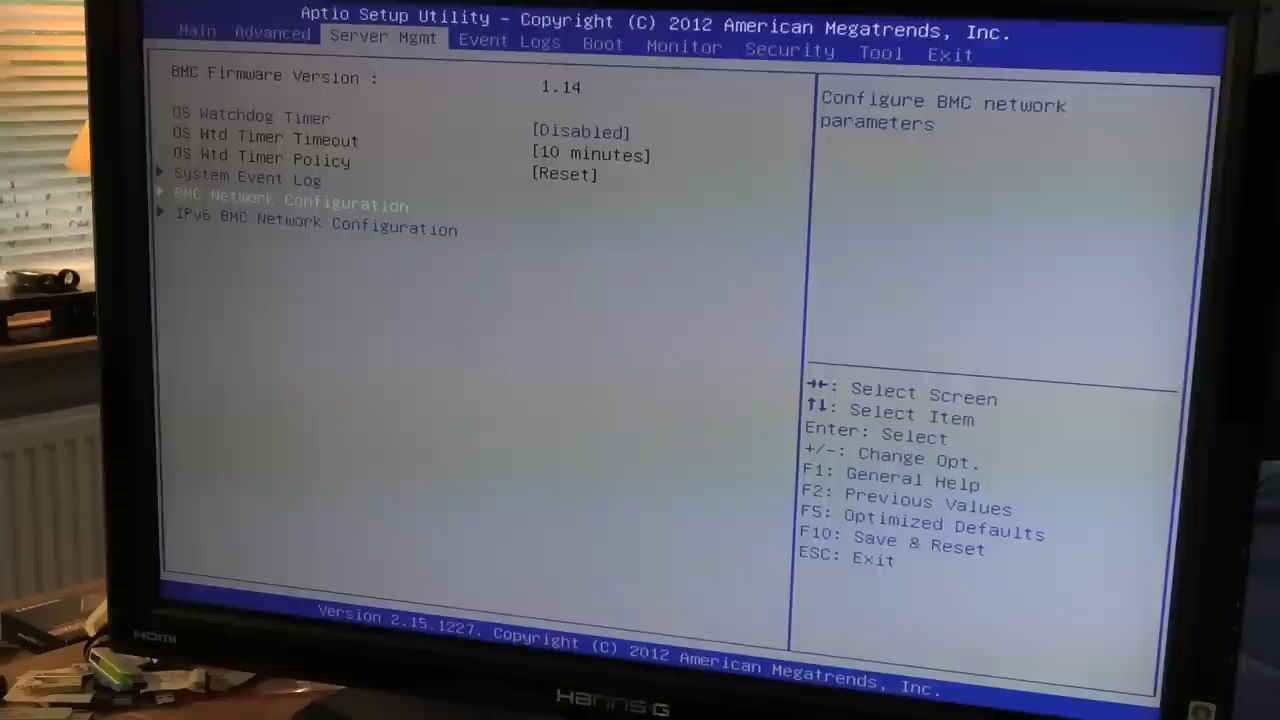 Aptio Setup Utility - Copyright (C) 2012 American Megatrends, Inc.
Main Advanced Server Mgmt Event Logs Boot Monitor Security Tool Exit
BMC Firmware Version : 1.14
OS Watchdog Timer [Disabled]
OS Wtd Timer Timeout [10 minutes]
OS Wtd Timer Policy [Reset]
System Event Log
BMC Network Configuration
IPv6 BMC Network Configuration
Configure BMC network
parameters
→←: Select Screen
↑↓: Select Item
Enter: Select
+/-: Change Opt.
F1: General Help
F2: Previous Values
F5: Optimized Defaults
F10: Save & Reset
ESC: Exit
Version 2.15.1227. Copyright (C) 2012 American Megatrends, Inc.
HDMI
Hanns·G